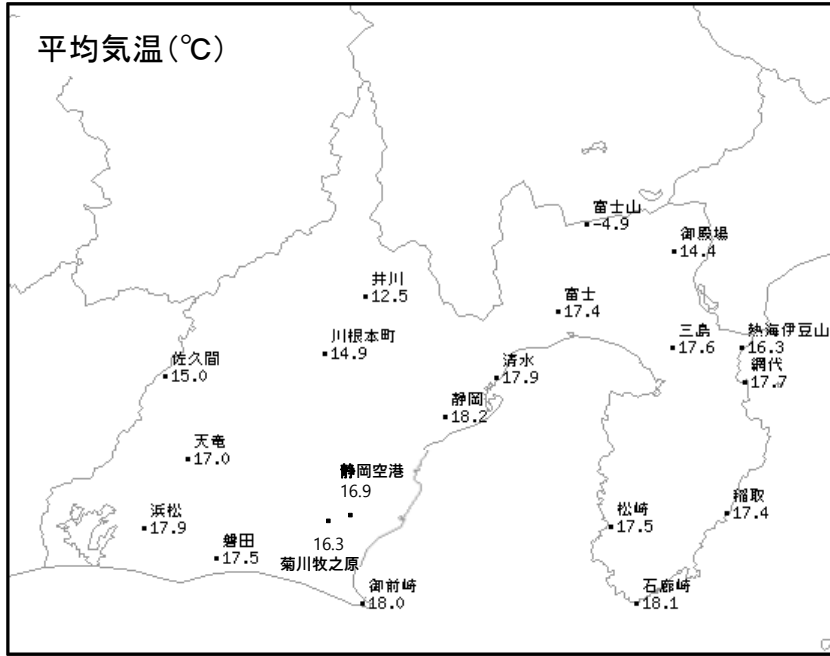 平均気温(℃)
富士山
-4.9
御殿場
14.4
井川
12.5
富士
17.4
川根本町
14.9
三島
17.6
熱海伊豆山
16.3
佐久間
15.0
清水
17.9
網代
17.7
静岡
18.2
天竜
17.0
静岡空港
16.9
稲取
17.4
浜松
17.9
松崎
17.5
磐田
17.5
16.3
菊川牧之原
御前崎
18.0
石廊崎
18.1